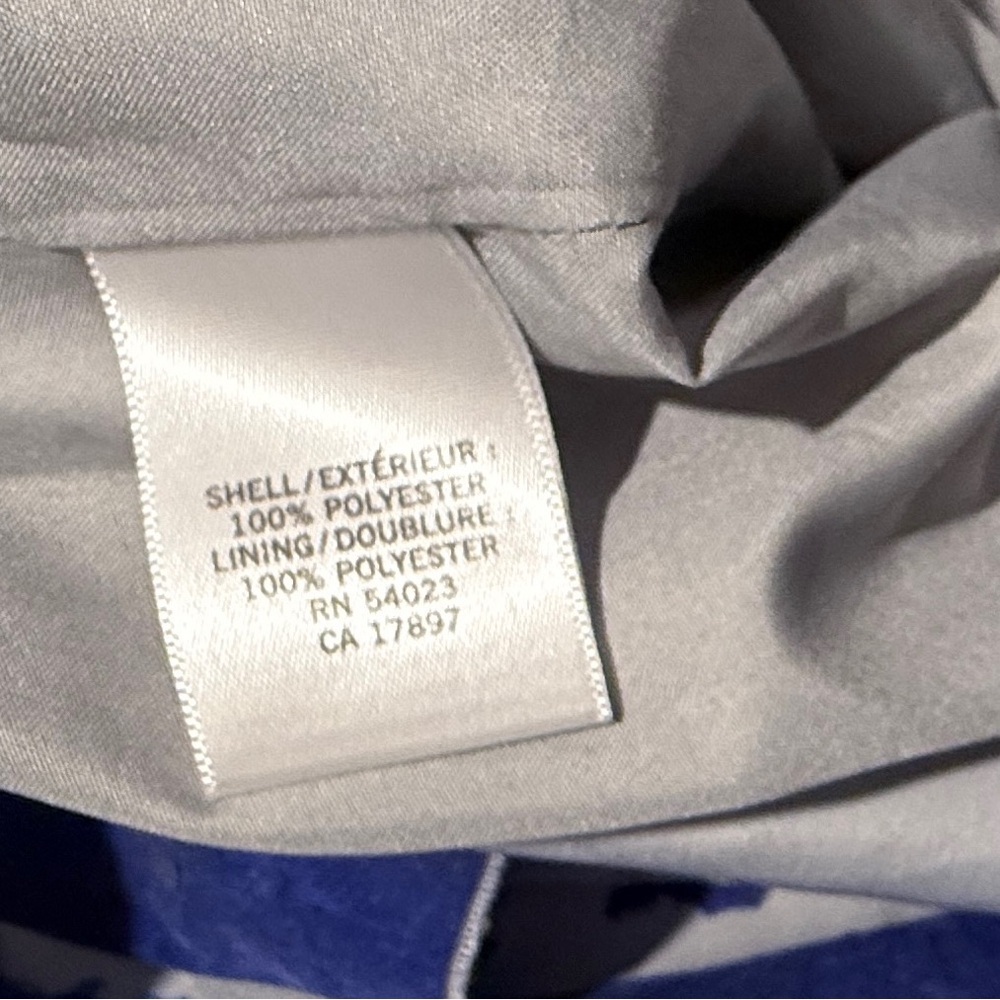 SHELL/EXTÉRIEUR :
100% POLYESTER
LINING/DOUBLURE :
100% POLYESTER
RN 54023
CA 17897